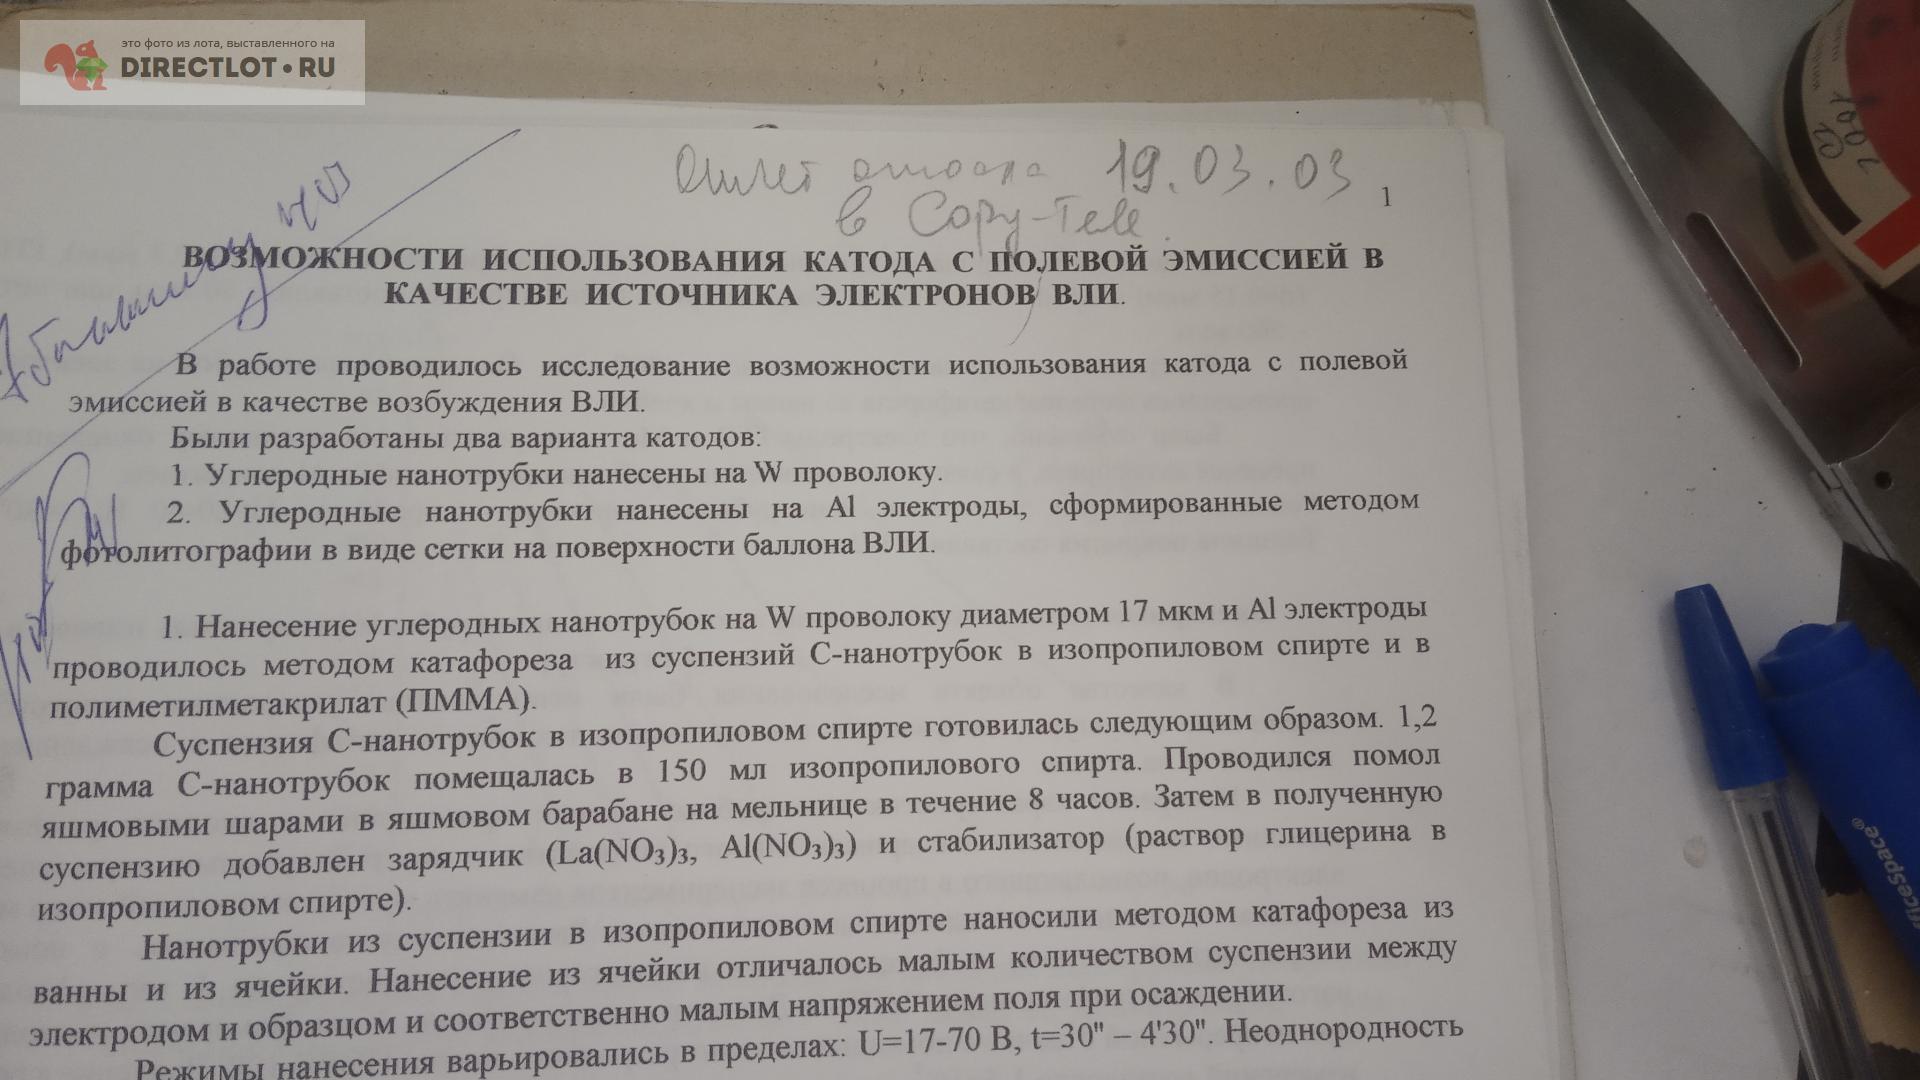 это фото из лота, выставленного на
DIRECTLOT•RU
19.03.03
в Copy-Tele.
1
ВОЗМОЖНОСТИ ИСПОЛЬЗОВАНИЯ КАТОДА С ПОЛЕВОЙ ЭМИССИЕЙ В
КАЧЕСТВЕ ИСТОЧНИКА ЭЛЕКТРОНОВ ВЛИ.
В работе проводилось исследование возможности использования катода с полевой
эмиссией в качестве возбуждения ВЛИ.
Были разработаны два варианта катодов:
1. Углеродные нанотрубки нанесены на W проволоку.
2. Углеродные нанотрубки нанесены на Al электроды, сформированные методом
фотолитографии в виде сетки на поверхности баллона ВЛИ.
1. Нанесение углеродных нанотрубок на W проволоку диаметром 17 мкм и Al электроды
проводилось методом катафореза из суспензий С-нанотрубок в изопропиловом спирте и в
полиметилметакрилат (ПММА).
Суспензия С-нанотрубок в изопропиловом спирте готовилась следующим образом. 1,2
грамма С-нанотрубок помещалась в 150 мл изопропилового спирта. Проводился помол
яшмовыми шарами в яшмовом барабане на мельнице в течение 8 часов. Затем в полученную
суспензию добавлен зарядчик (La(NO₃)₃, Al(NO₃)₃) и стабилизатор (раствор глицерина в
изопропиловом спирте).
Нанотрубки из суспензии в изопропиловом спирте наносили методом катафореза из
ванны и из ячейки. Нанесение из ячейки отличалось малым количеством суспензии между
электродом и образцом и соответственно малым напряжением поля при осаждении.
Режимы нанесения варьировались в пределах: U=17-70 В, t=30" – 4'30". Неоднородность
fficeSpace®